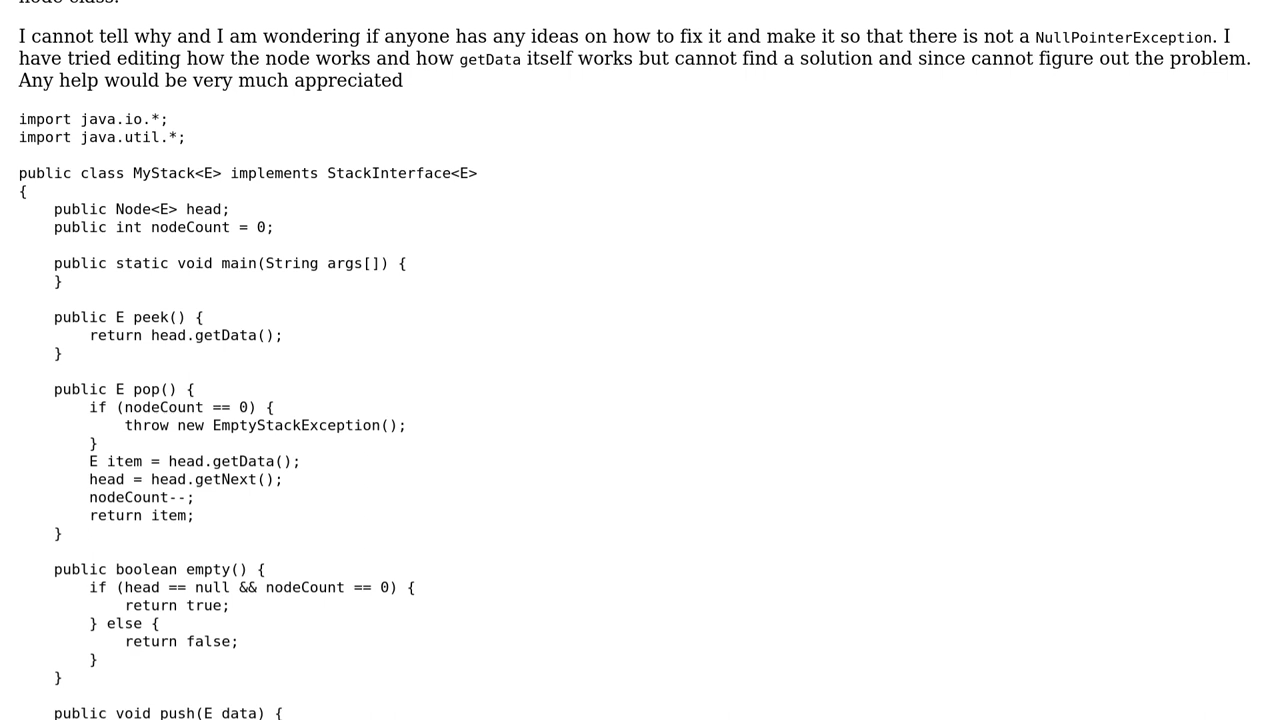 node class.
I cannot tell why and I am wondering if anyone has any ideas on how to fix it and make it so that there is not a NullPointerException. I
have tried editing how the node works and how getData itself works but cannot find a solution and since cannot figure out the problem.
Any help would be very much appreciated
import java.io.*;
import java.util.*;
public class MyStack<E> implements StackInterface<E>
{
    public Node<E> head;
    public int nodeCount = 0;
    public static void main(String args[]) {
    }
    public E peek() {
        return head.getData();
    }
    public E pop() {
        if (nodeCount == 0) {
            throw new EmptyStackException();
        }
        E item = head.getData();
        head = head.getNext();
        nodeCount--;
        return item;
    }
    public boolean empty() {
        if (head == null && nodeCount == 0) {
            return true;
        } else {
            return false;
        }
    }
    public void push(E data) {